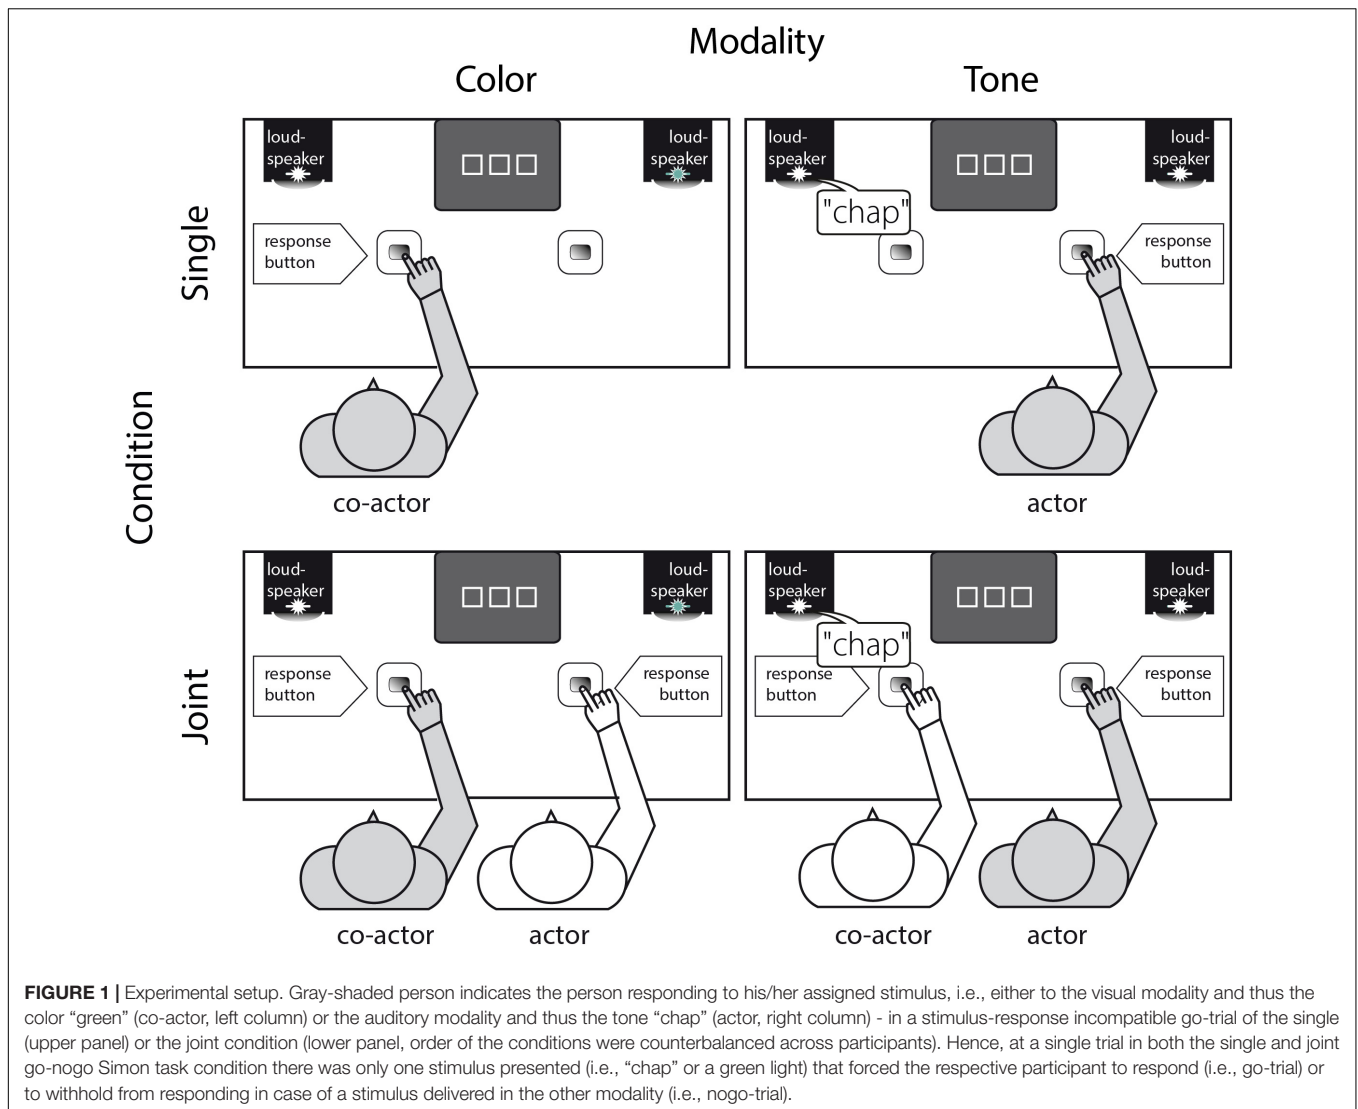 Modality
Color
Tone
Condition
Single
loud-
speaker
loud-
speaker
response
button
co-actor
loud-
speaker
"chap"
loud-
speaker
response
button
actor
Joint
loud-
speaker
loud-
speaker
response
button
response
button
co-actor
actor
loud-
speaker
"chap"
loud-
speaker
response
button
response
button
co-actor
actor
FIGURE 1 | Experimental setup. Gray-shaded person indicates the person responding to his/her assigned stimulus, i.e., either to the visual modality and thus the
color “green” (co-actor, left column) or the auditory modality and thus the tone “chap” (actor, right column) - in a stimulus-response incompatible go-trial of the single
(upper panel) or the joint condition (lower panel, order of the conditions were counterbalanced across participants). Hence, at a single trial in both the single and joint
go-nogo Simon task condition there was only one stimulus presented (i.e., “chap” or a green light) that forced the respective participant to respond (i.e., go-trial) or
to withhold from responding in case of a stimulus delivered in the other modality (i.e., nogo-trial).